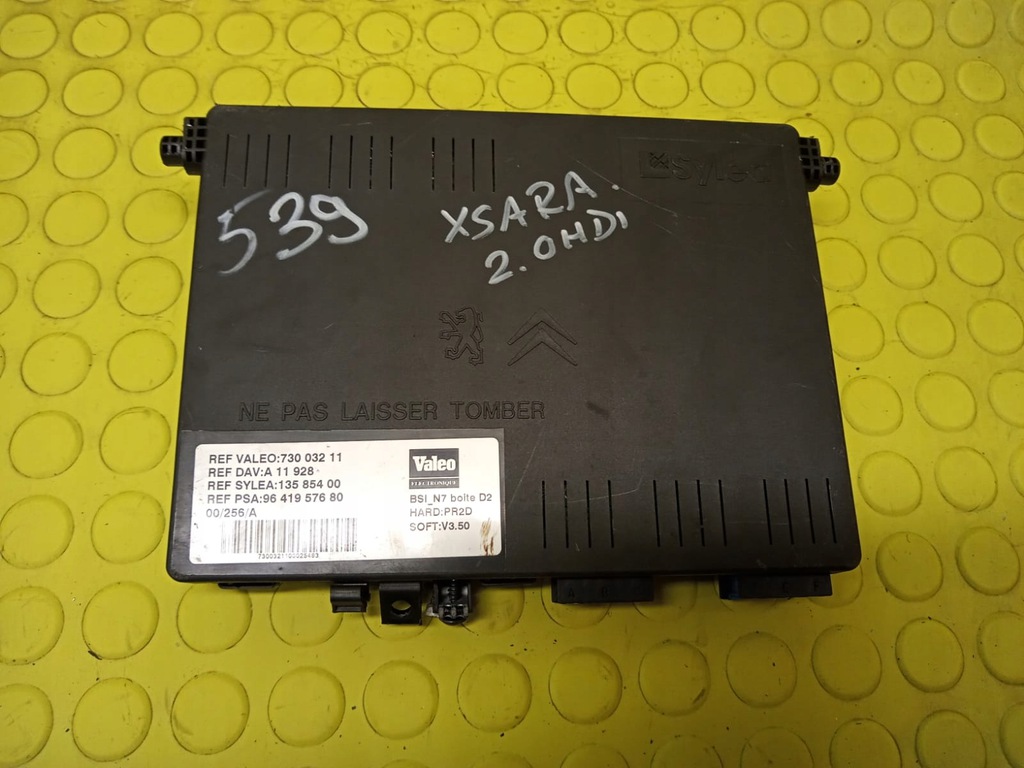 sylea
539
XSARA.
2.0HDI
NE PAS LAISSER TOMBER
REF VALEO:730 032 11
REF DAV:A 11 928
REF SYLEA:135 854 00
REF PSA:96 419 576 80
00/256/A
Valeo
ELECTRONIQUE
BSI_N7 boite D2
HARD:PR2D
SOFT:V3.50